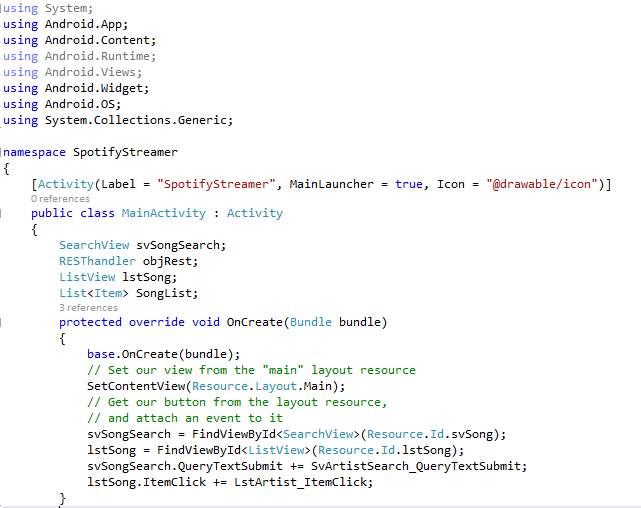 using System;
using Android.App;
using Android.Content;
using Android.Runtime;
using Android.Views;
using Android.Widget;
using Android.OS;
using System.Collections.Generic;
namespace SpotifyStreamer
{
[Activity(Label = "SpotifyStreamer", MainLauncher = true, Icon = "@drawable/icon")]
0 references
public class MainActivity : Activity
{
SearchView svSongSearch;
RESThandler objRest;
ListView lstSong;
List<Item> SongList;
3 references
protected override void OnCreate(Bundle bundle)
{
base.OnCreate(bundle);
// Set our view from the "main" layout resource
SetContentView(Resource.Layout.Main);
// Get our button from the layout resource,
// and attach an event to it
svSongSearch = FindViewById<SearchView>(Resource.Id.svSong);
lstSong = FindViewById<ListView>(Resource.Id.lstSong);
svSongSearch.QueryTextSubmit += SvArtistSearch_QueryTextSubmit;
lstSong.ItemClick += LstArtist_ItemClick;
}